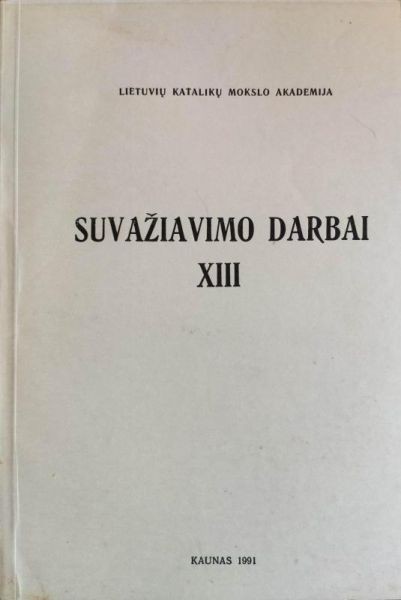 LIETUVIŲ KATALIKŲ MOKSLO AKADEMIJA
SUVAŽIAVIMO DARBAI
XIII
KAUNAS 1991